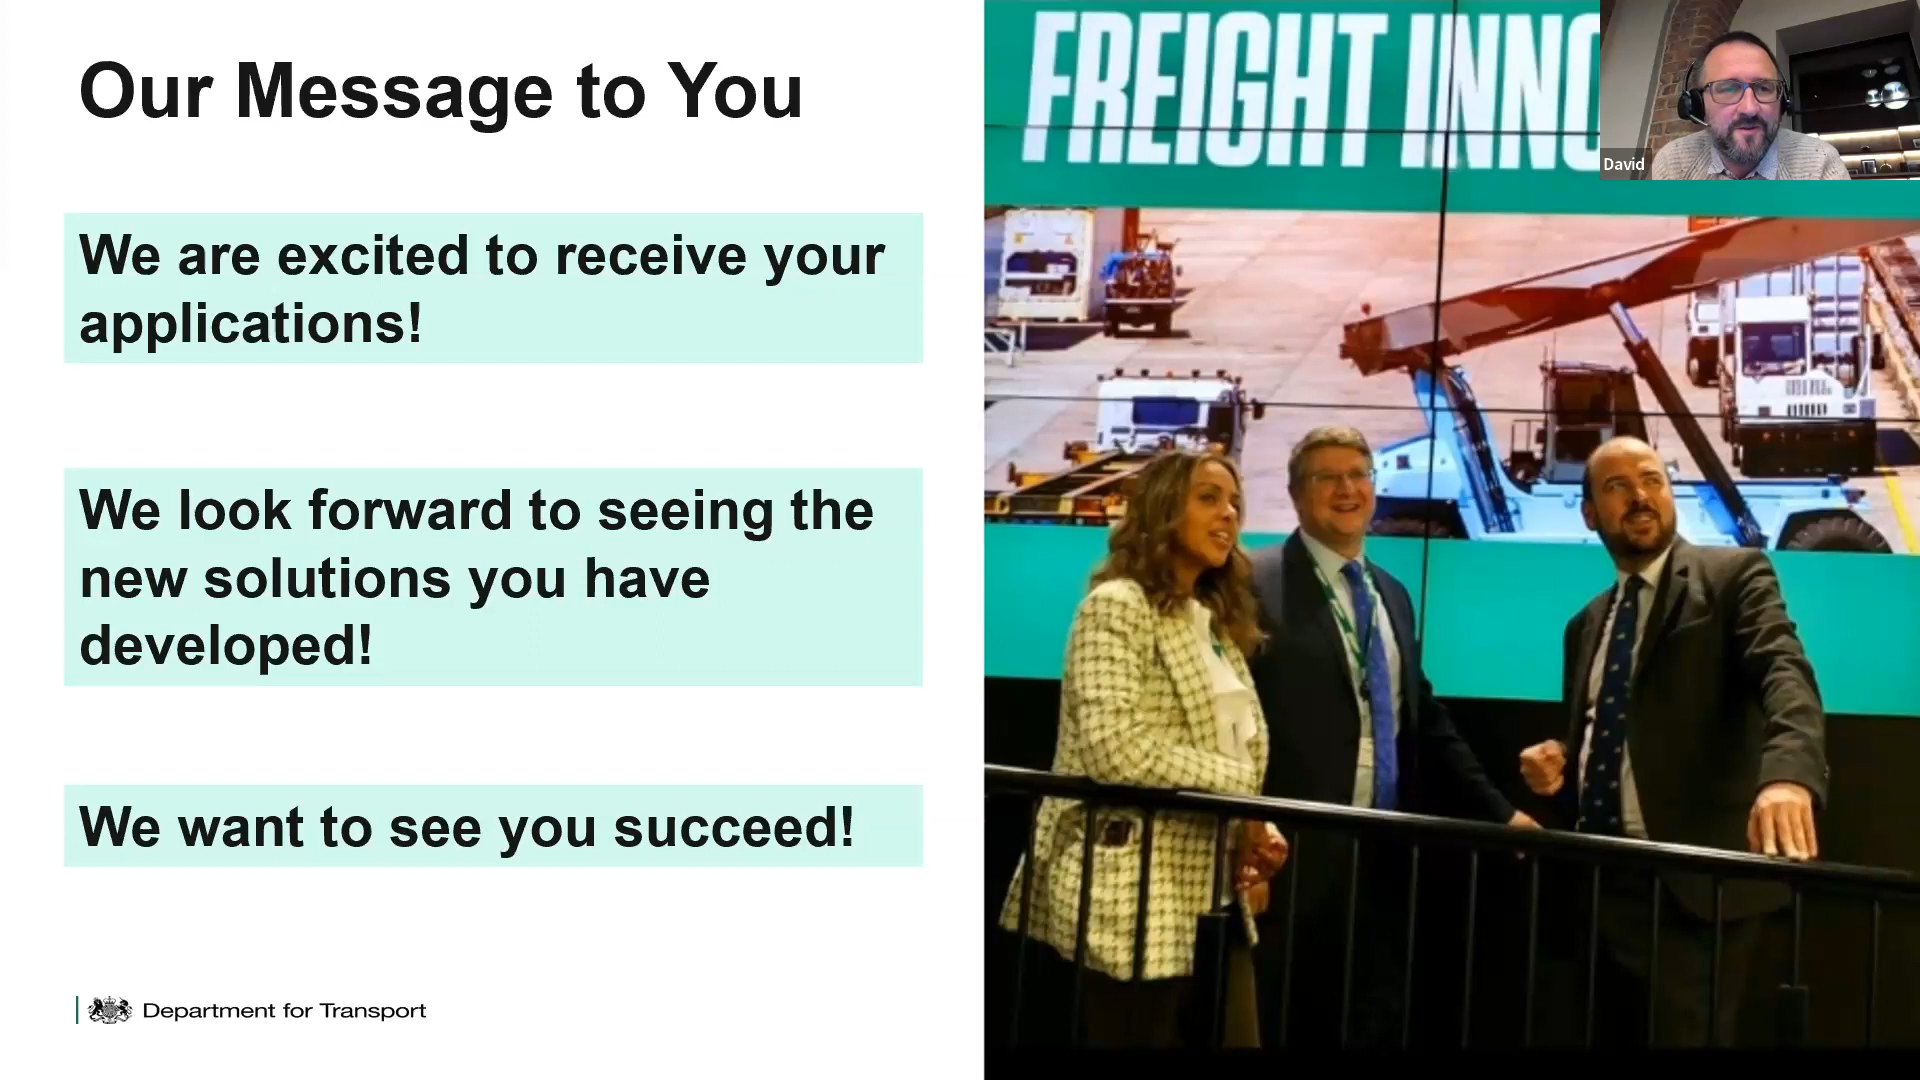 Our Message to You
We are excited to receive your
applications!
We look forward to seeing the
new solutions you have
developed!
We want to see you succeed!
Department for Transport
FREIGHT INNO
David